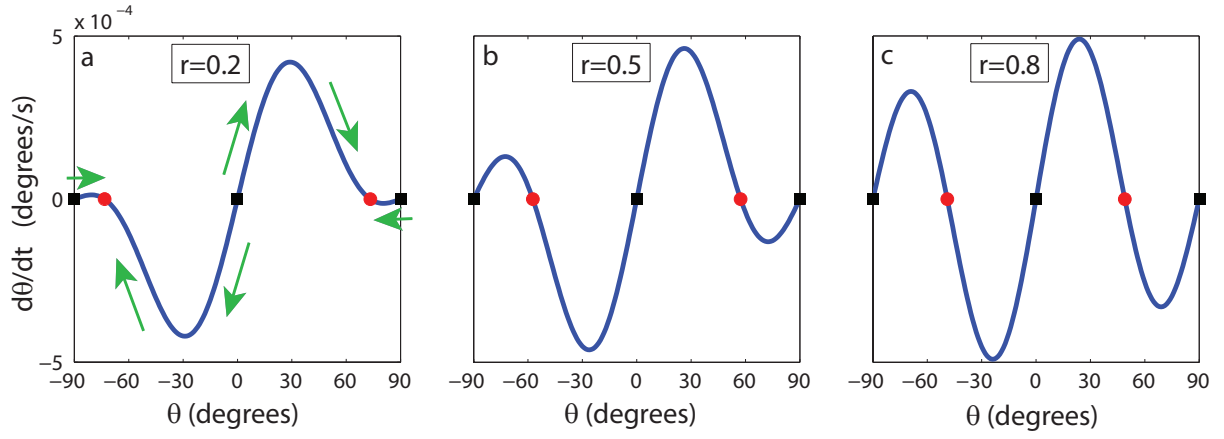 x 10⁻⁴
a
r=0.2
b
r=0.5
c
r=0.8
5
0
−5
dθ/dt (degrees/s)
−90 −60 −30 0 30 60 90
−90 −60 −30 0 30 60 90
−90 −60 −30 0 30 60 90
θ (degrees)
θ (degrees)
θ (degrees)